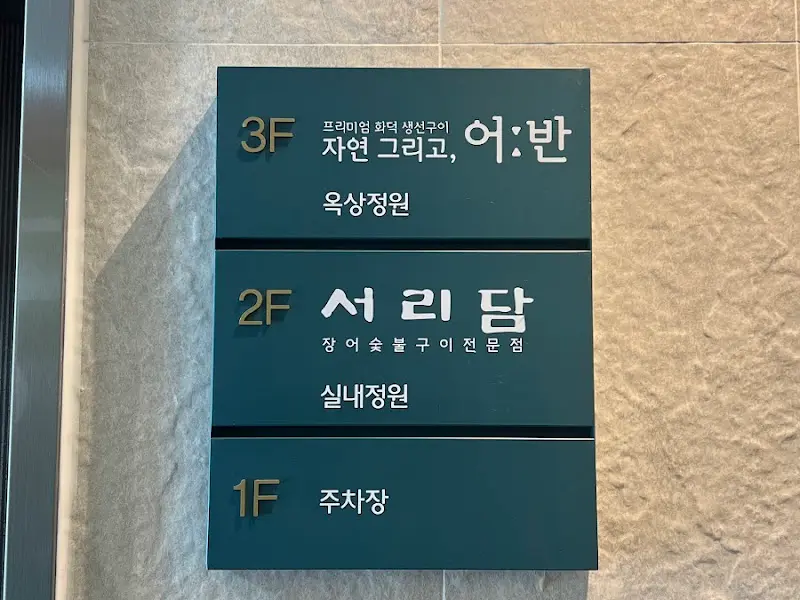 3F
프리미엄 화덕 생선구이
자연 그리고, 어:반
옥상정원
2F
서리담
장어숯불구이전문점
실내정원
1F
주차장